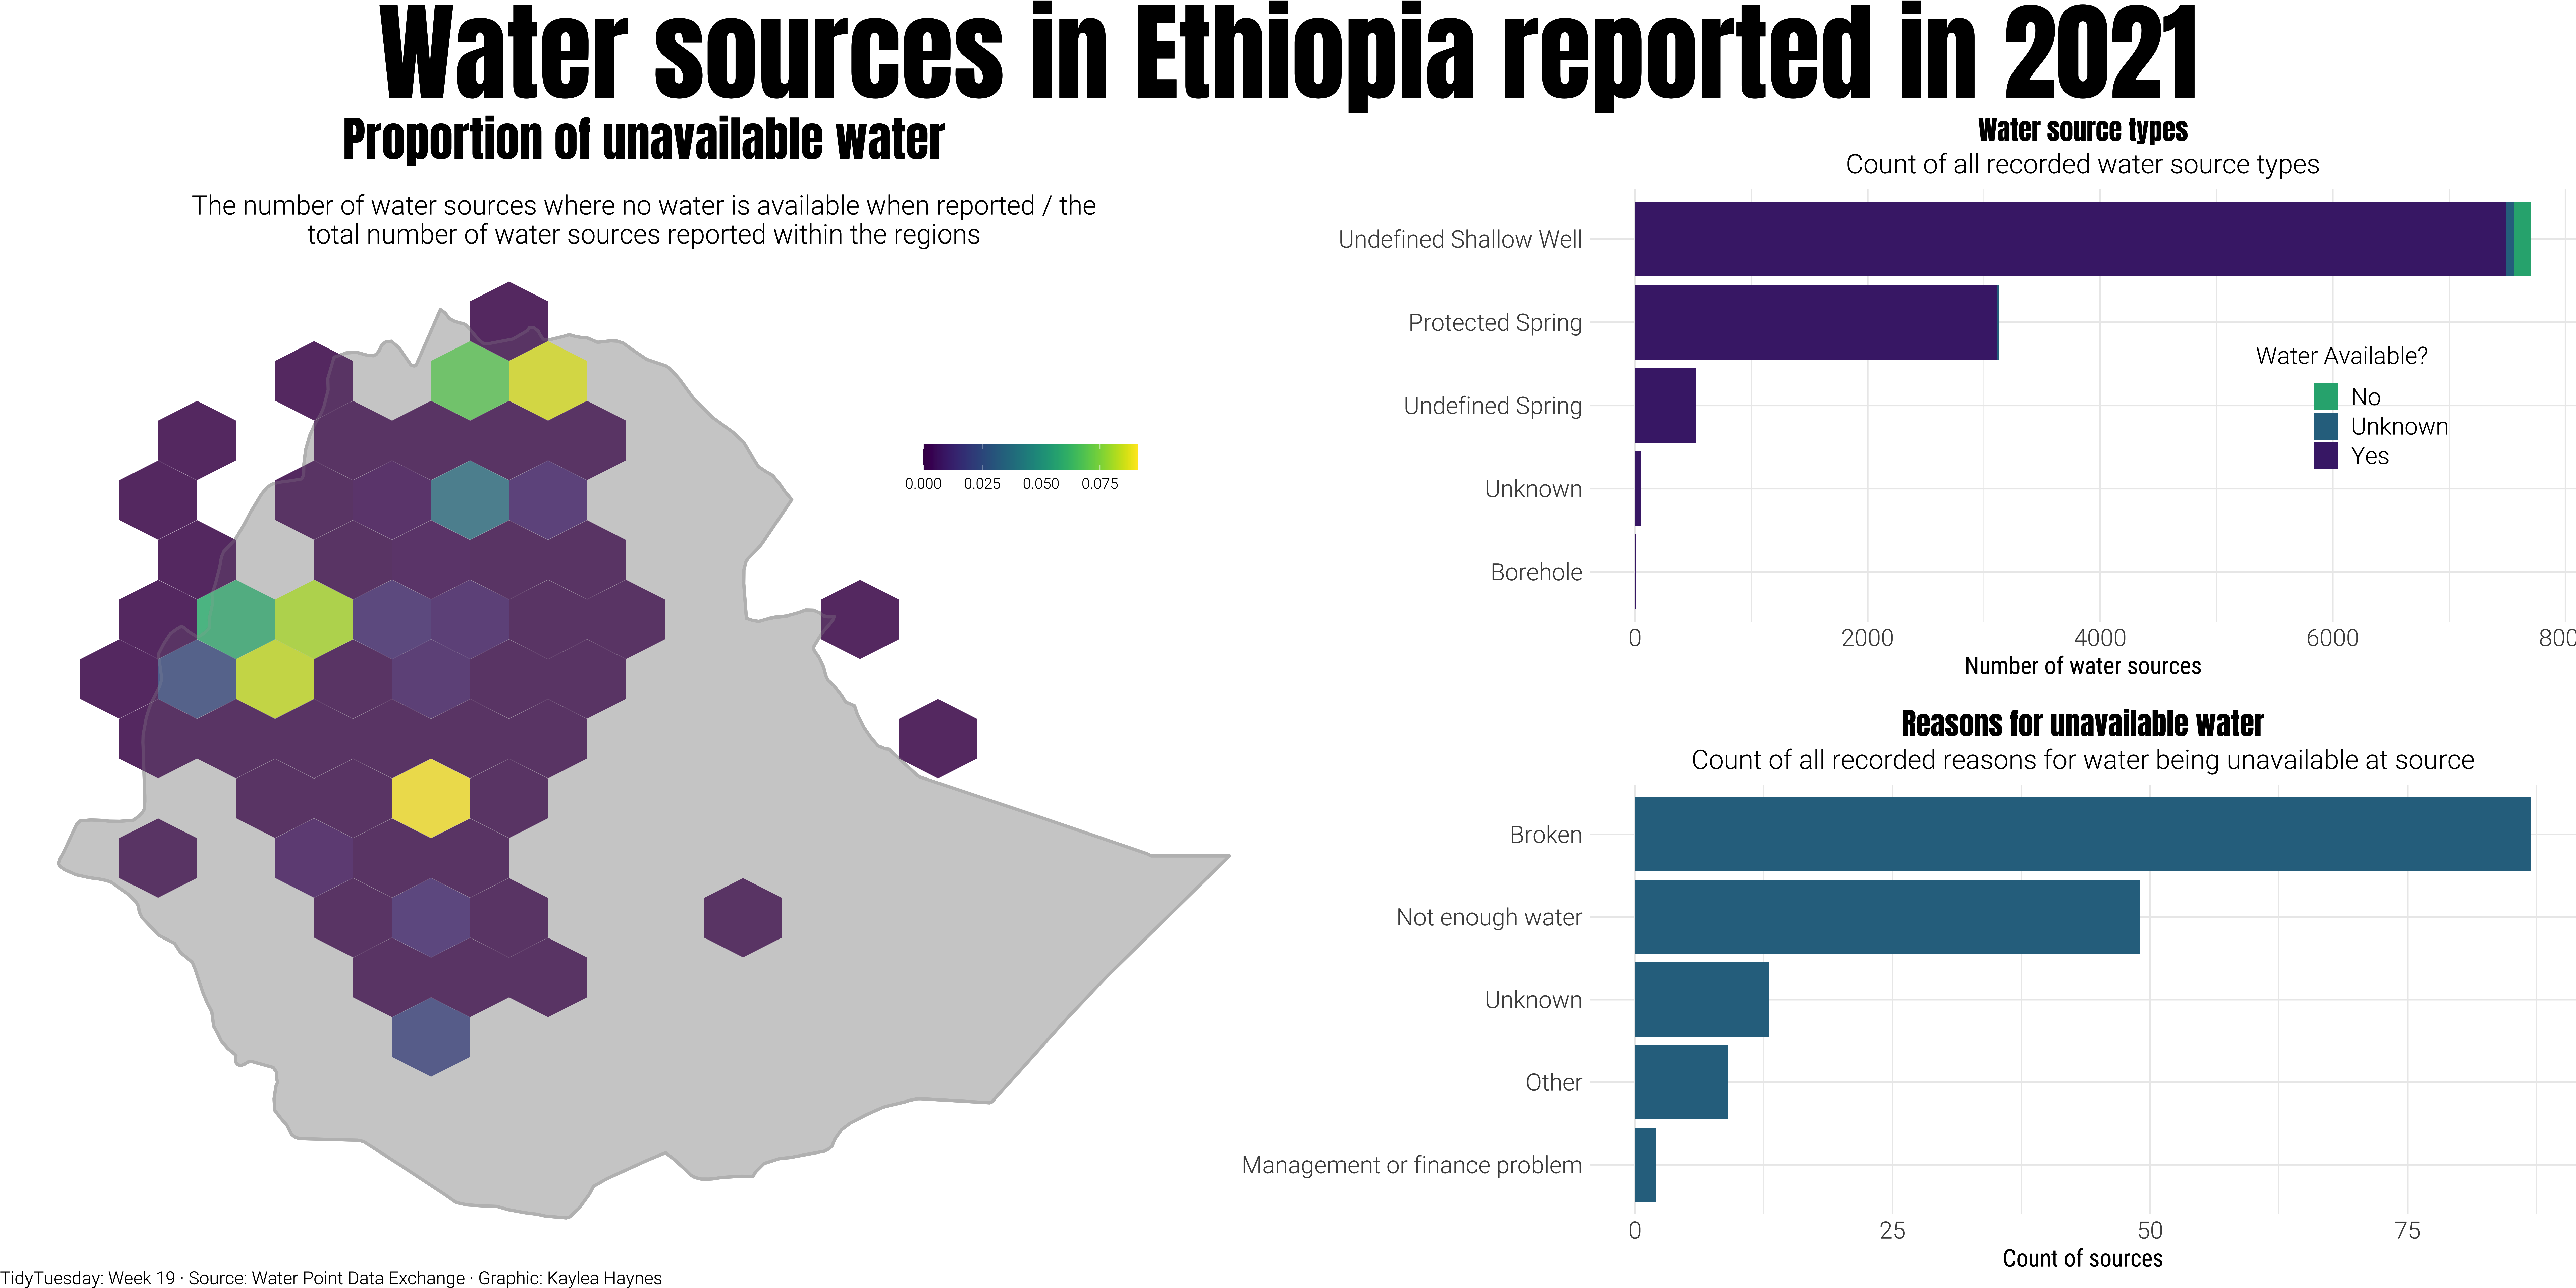 Water sources in Ethiopia reported in 2021
Proportion of unavailable water
The number of water sources where no water is available when reported / the
total number of water sources reported within the regions
0.000 0.025 0.050 0.075
Water source types
Count of all recorded water source types
Undefined Shallow Well
Protected Spring
Undefined Spring
Unknown
Borehole
Water Available?
No
Unknown
Yes
0 2000 4000 6000 800
Number of water sources
Reasons for unavailable water
Count of all recorded reasons for water being unavailable at source
Broken
Not enough water
Unknown
Other
Management or finance problem
0 25 50 75
Count of sources
TidyTuesday: Week 19 · Source: Water Point Data Exchange · Graphic: Kaylea Haynes